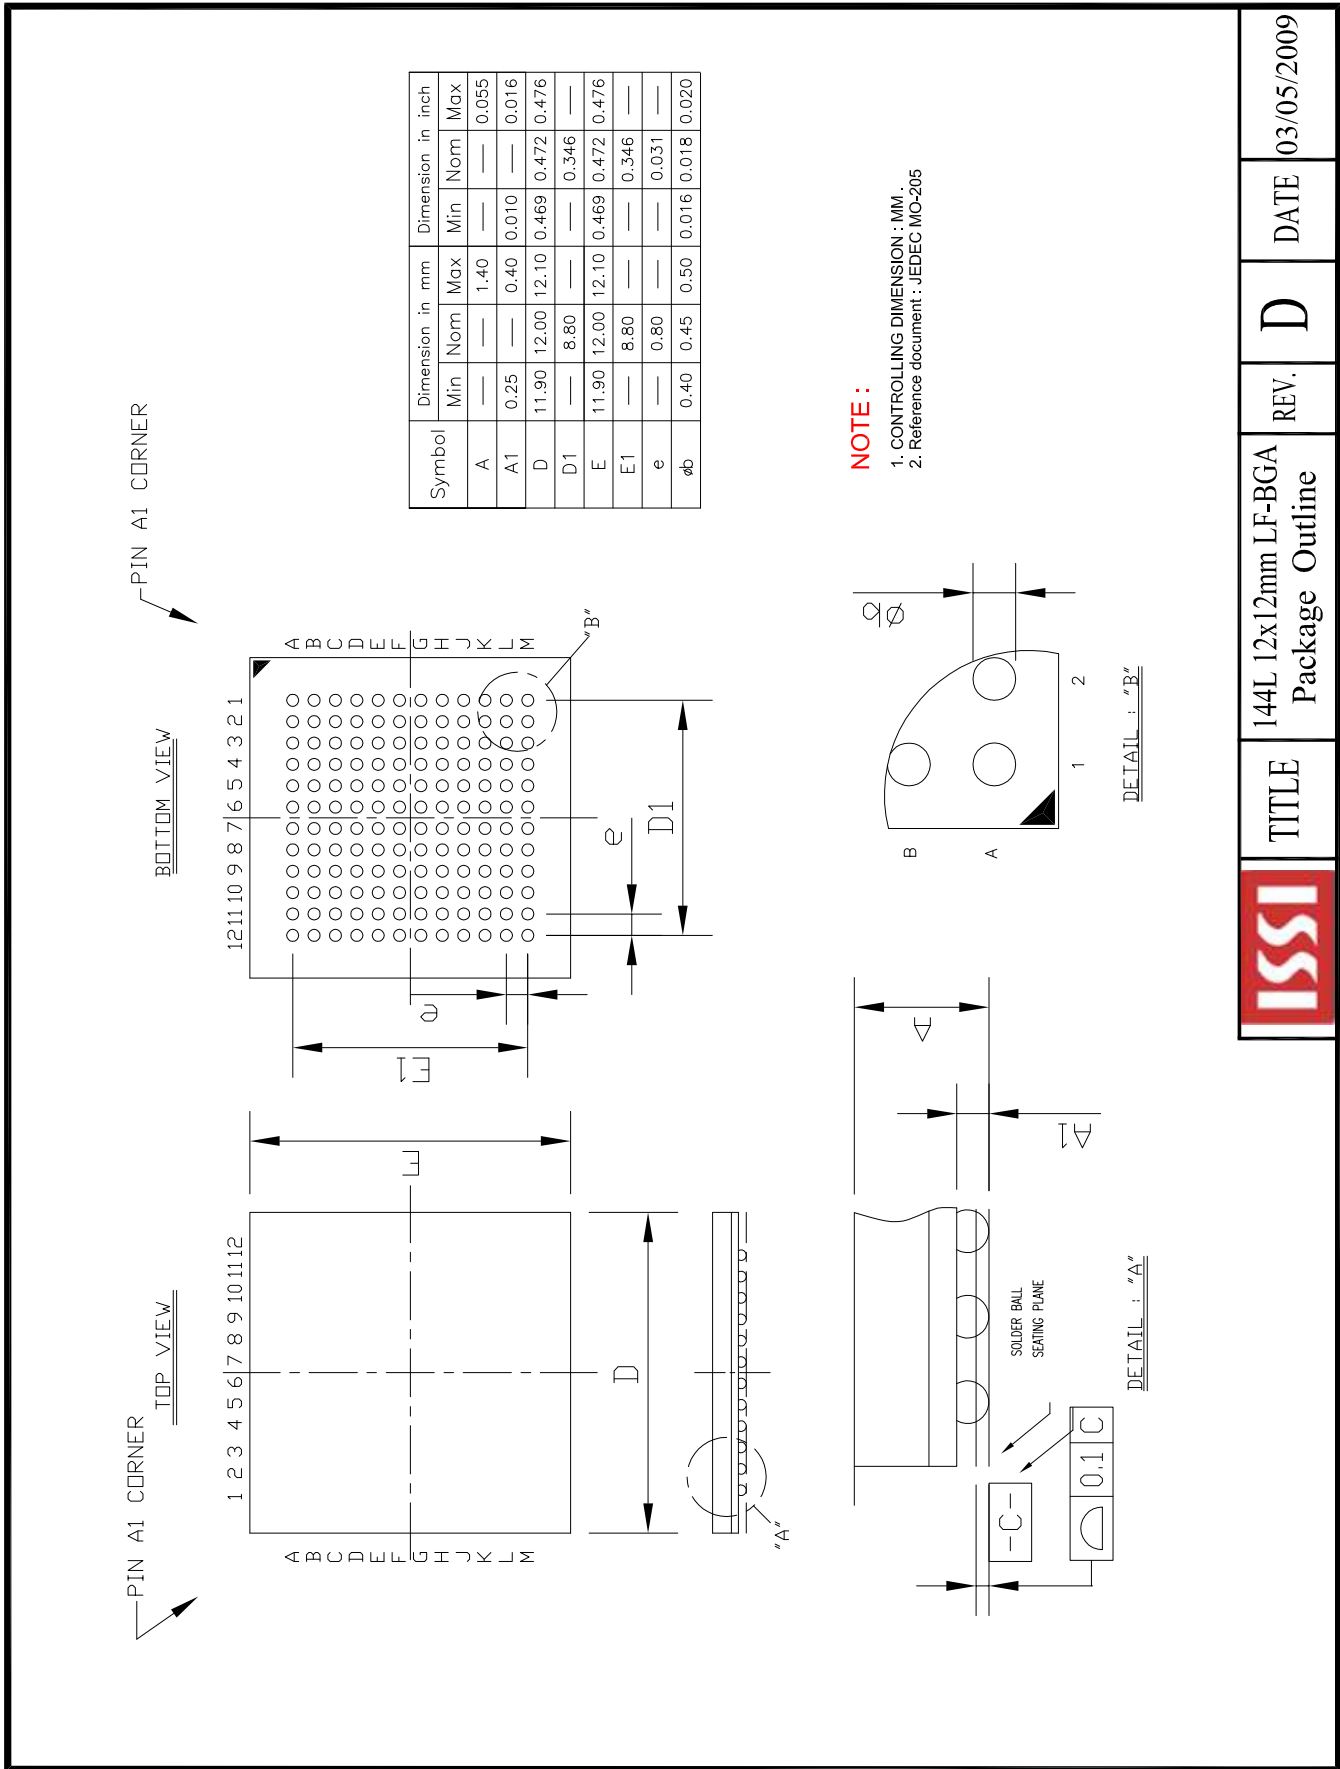 PIN A1 CORNER
TOP VIEW
1 2 3 4 5 6 7 8 9 10 11 12
A
B
C
D
E
F
G
H
J
K
L
M
E
D
"A"
BOTTOM VIEW
PIN A1 CORNER
12 11 10 9 8 7 6 5 4 3 2 1
A
B
C
D
E
F
G
H
J
K
L
M
E1
e
e
D1
"B"
Symbol Dimension in mm Dimension in inch
Min Nom Max Min Nom Max
A — — 1.40 — — 0.055
A1 0.25 — 0.40 0.010 — 0.016
D 11.90 12.00 12.10 0.469 0.472 0.476
D1 — 8.80 — — 0.346 —
E 11.90 12.00 12.10 0.469 0.472 0.476
E1 — 8.80 — — 0.346 —
e — 0.80 — — 0.031 —
øb 0.40 0.45 0.50 0.016 0.018 0.020
A
A1
SOLDER BALL
SEATING PLANE
-C-
0.1 C
DETAIL : "A"
Øb
B
A
1 2
DETAIL : "B"
NOTE :
1. CONTROLLING DIMENSION : MM .
2. Reference document : JEDEC MO-205
ISSI
TITLE
144L 12x12mm LF-BGA
Package Outline
REV.
D
DATE
03/05/2009